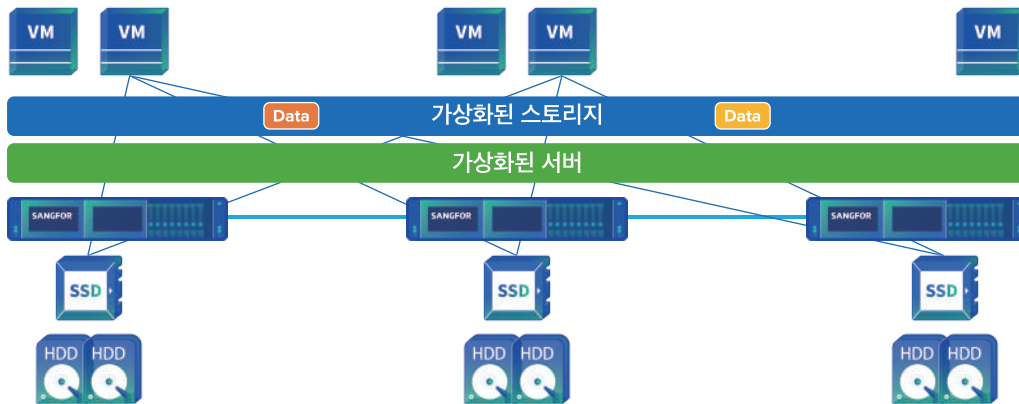 VM VM VM VM VM
Data 가상화된 스토리지 Data
가상화된 서버
SANGFOR SANGFOR SANGFOR
SSD SSD SSD
HDD HDD HDD HDD HDD HDD